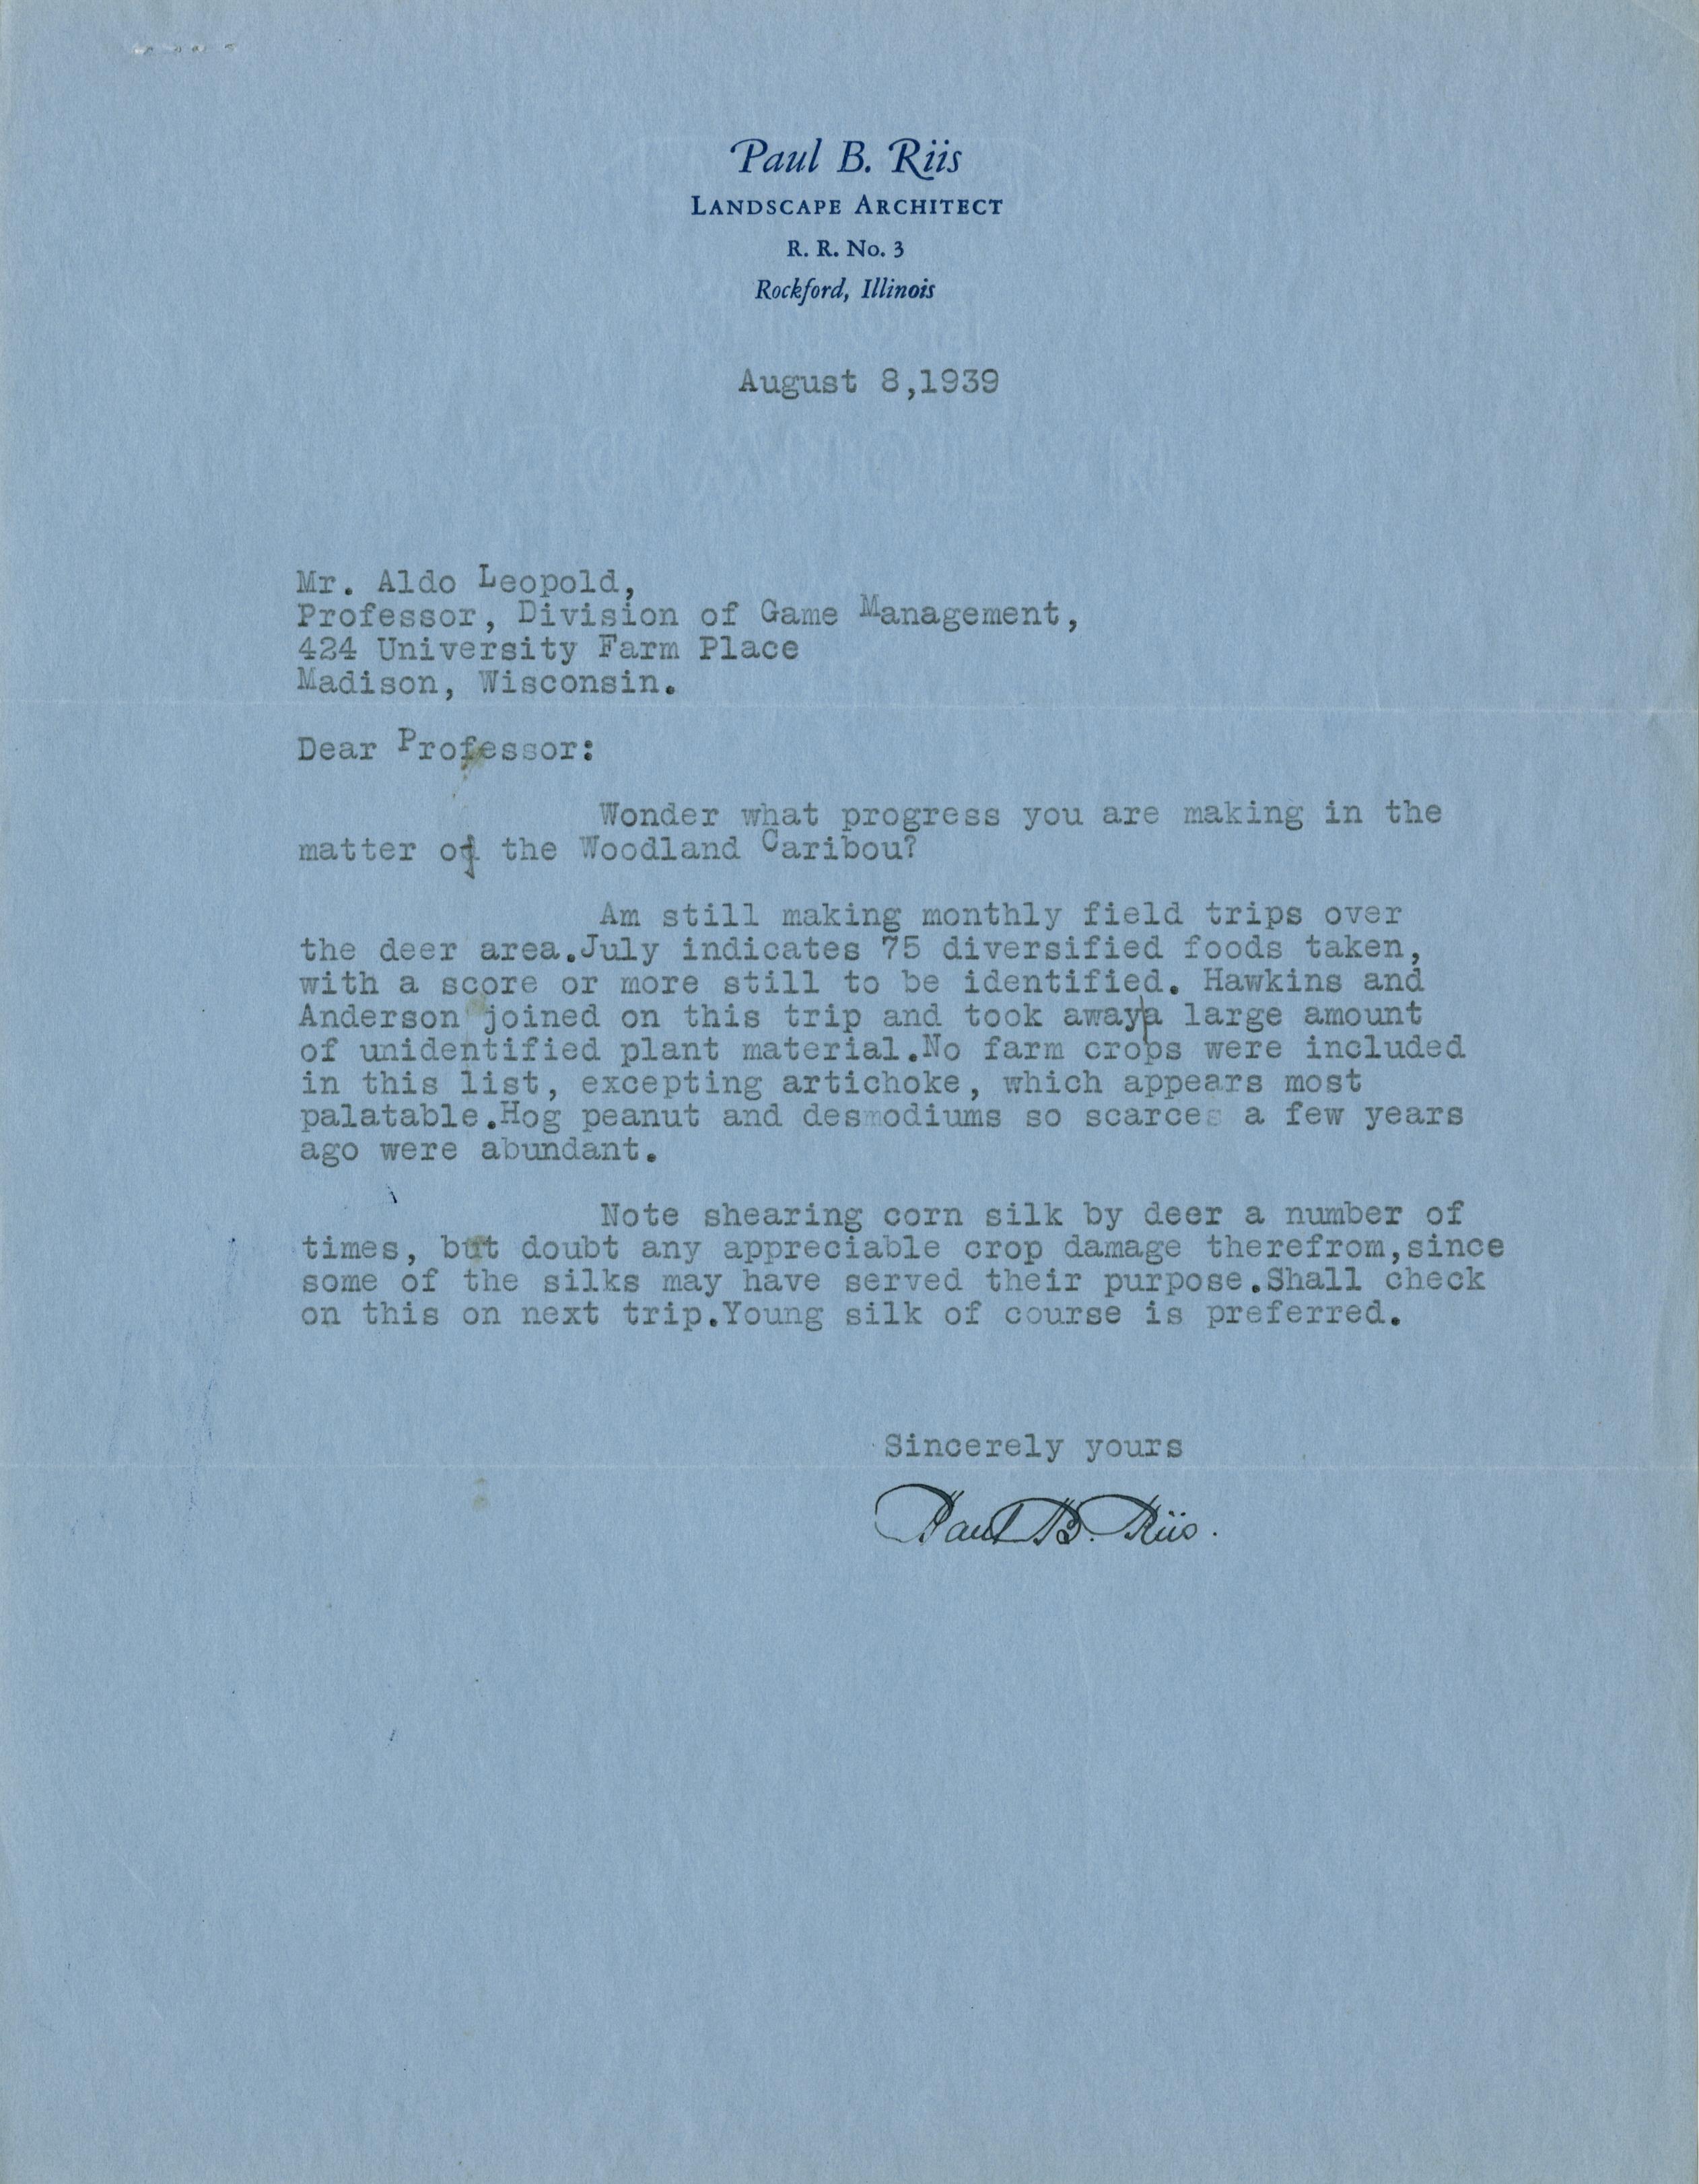 Paul B. Riis
LANDSCAPE ARCHITECT
R. R. No. 3
Rockford, Illinois
August 8,1939
Mr. Aldo Leopold,
Professor, Division of Game Management,
424 University Farm Place
Madison, Wisconsin.
Dear Professor:
Wonder what progress you are making in the
matter of the Woodland Caribou?
Am still making monthly field trips over
the deer area.July indicates 75 diversified foods taken,
with a score or more still to be identified. Hawkins and
Anderson joined on this trip and took away a large amount
of unidentified plant material.No farm crops were included
in this list, excepting artichoke, which appears most
palatable.Hog peanut and desmodiums so scarce a few years
ago were abundant.
Note shearing corn silk by deer a number of
times, but doubt any appreciable crop damage therefrom,since
some of the silks may have served their purpose.Shall check
on this on next trip.Young silk of course is preferred.
Sincerely yours
Paul B. Riis.